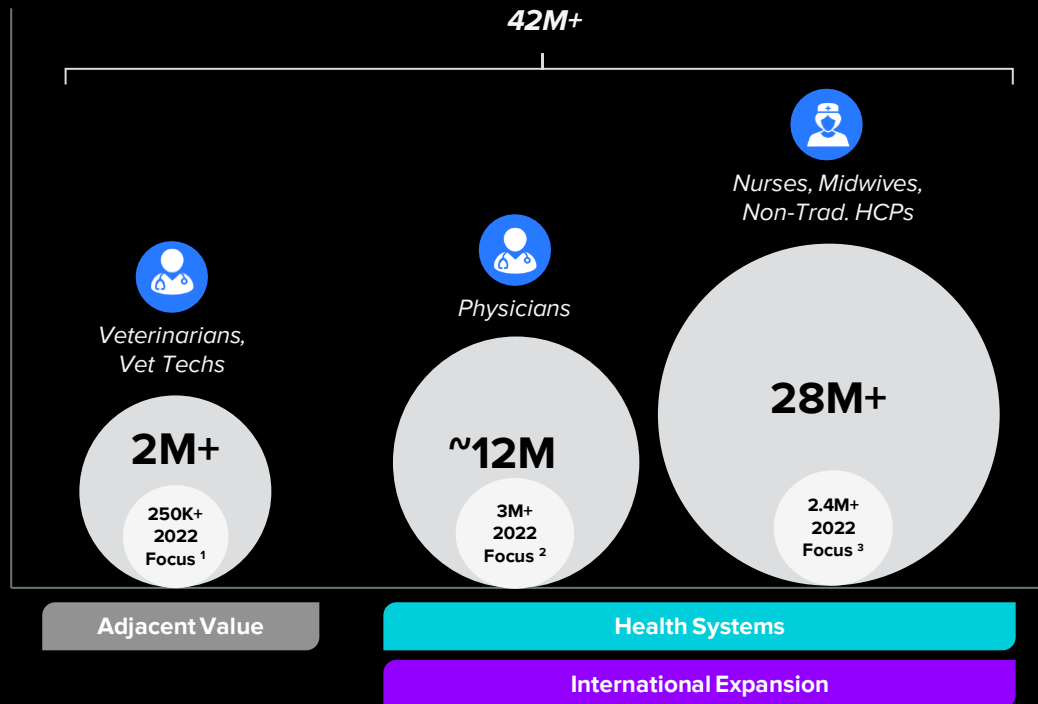 42M+
Nurses, Midwives,
Non-Trad. HCPs
Physicians
Veterinarians,
Vet Techs
28M+
2M+
~12M
250K+
2022
Focus ¹
3M+
2022
Focus ²
2.4M+
2022
Focus ³
Adjacent Value
Health Systems
International Expansion